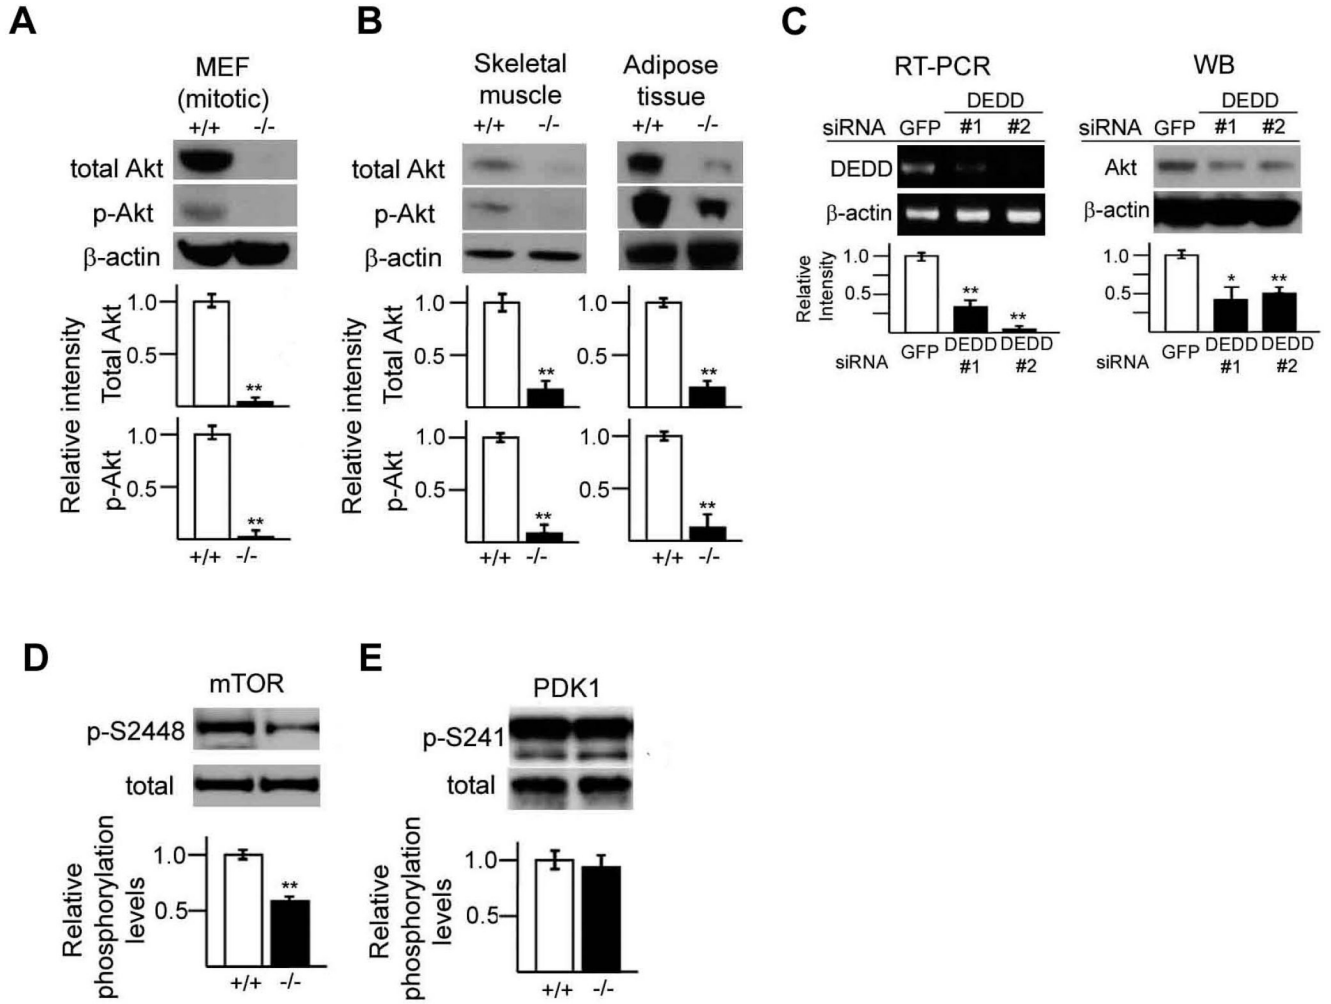 A
MEF
(mitotic)
+/+ -/-
total Akt
p-Akt
β-actin
Relative intensity
Total Akt
1.0
0.5
**
p-Akt
1.0
0.5
**
+/+ -/-
B
Skeletal
muscle
Adipose
tissue
+/+ -/- +/+ -/-
total Akt
p-Akt
β-actin
Relative intensity
Total Akt
1.0
0.5
**
1.0
0.5
**
p-Akt
1.0
0.5
**
1.0
0.5
**
+/+ -/- +/+ -/-
C
RT-PCR
DEDD
siRNA GFP #1 #2
DEDD
β-actin
Relative
Intensity
1.0
0.5
**
**
siRNA GFP DEDD DEDD
#1 #2
WB
DEDD
siRNA GFP #1 #2
Akt
β-actin
1.0
0.5
*
**
siRNA GFP DEDD DEDD
#1 #2
D
mTOR
p-S2448
total
Relative
phosphorylation
levels
1.0
0.5
**
+/+ -/-
E
PDK1
p-S241
total
Relative
phosphorylation
levels
1.0
0.5
+/+ -/-